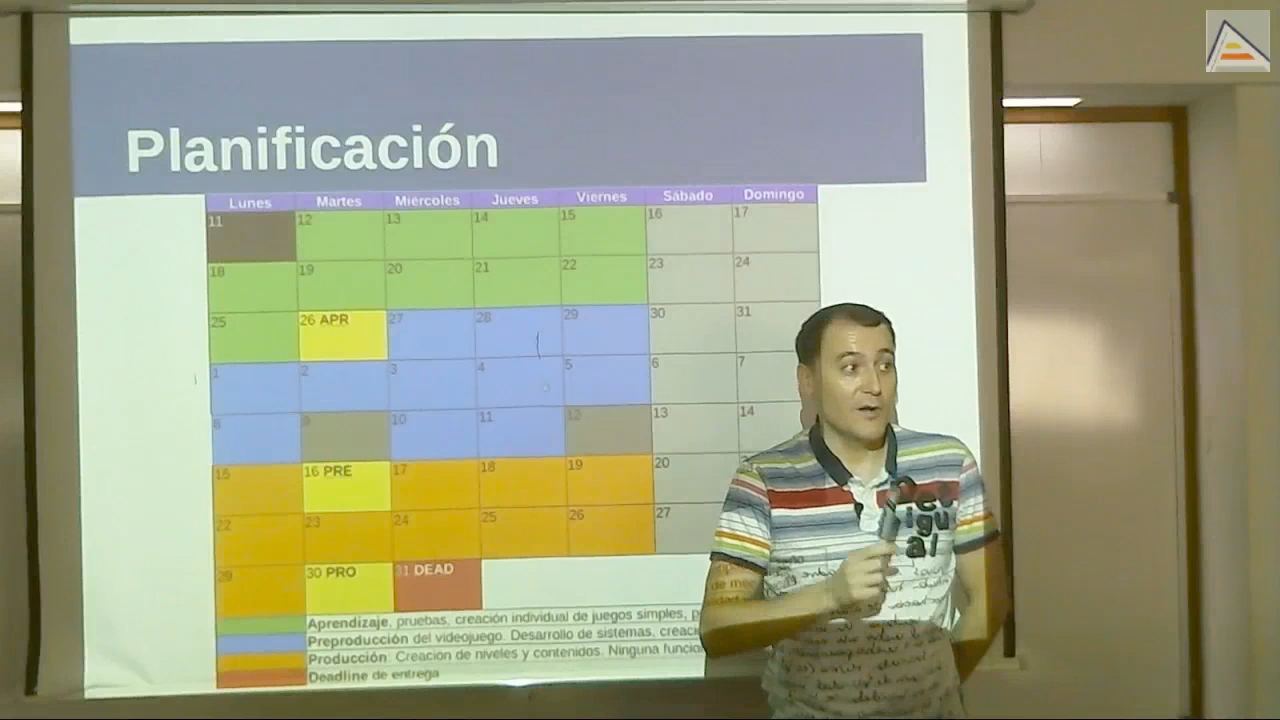 Planificación
Lunes Martes Miércoles Jueves Viernes Sábado Domingo
11 12 13 14 15 16 17
18 19 20 21 22 23 24
25 26 APR 27 28 29 30 31
1 2 3 4 5 6 7
8 9 10 11 12 13 14
15 16 PRE 17 18 19 20
22 23 24 25 26 27
29 30 PRO 31 DEAD
Aprendizaje, pruebas, creación individual de juegos simples,
Preproducción del videojuego. Desarrollo de sistemas,
Producción. Creación de niveles y contenidos. Ninguna
Deadline de entrega
Des
igu
al